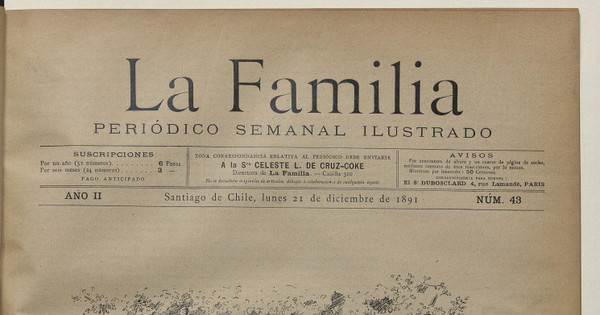 La Familia
PERIÓDICO SEMANAL ILUSTRADO
SUSCRIPCIONES
Por un año (52 números) . . . . . . . . . 6 Pesos
Por seis meses (24 números) . . . . . . . . 3 —
PAGO ANTICIPADO
TODA CORRESPONDENCIA RELATIVA AL PERIÓDICO DEBE ENVIARSE
A la Sra CELESTE L. DE CRUZ-COKE
Directora de La Familia. — Casilla 310
AVISOS
50 Centavos
El Sr DUBOSCLARD 4, rue Lamandé, PARIS
AÑO II
Santiago de Chile, lunes 21 de diciembre de 1891
NÚM. 43